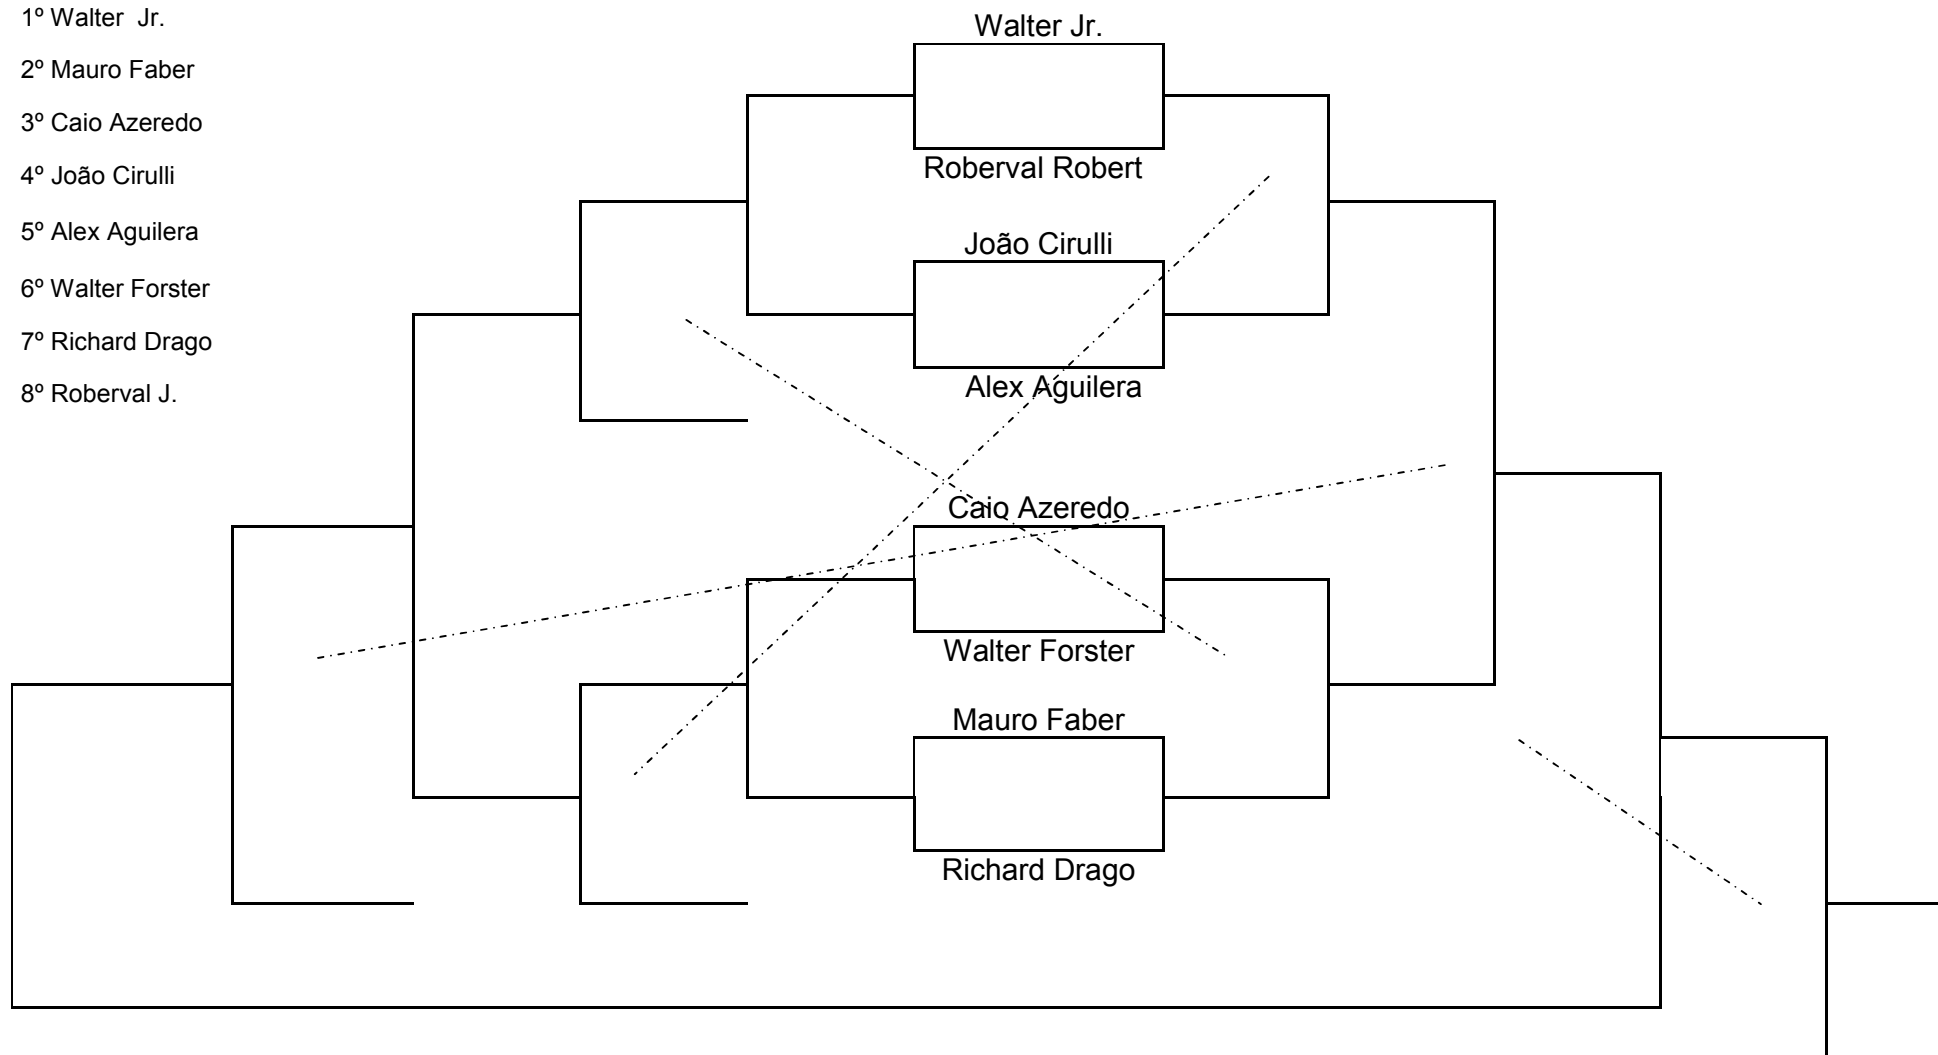 1º Walter  Jr.
2º Mauro Faber
3º Caio Azeredo
4º João Cirulli
5º Alex Aguilera
6º Walter Forster
7º Richard Drago
8º Roberval J.
Walter Jr.
Roberval Robert
João Cirulli
Alex Aguilera
Caio Azeredo
Walter Forster
Mauro Faber
Richard Drago